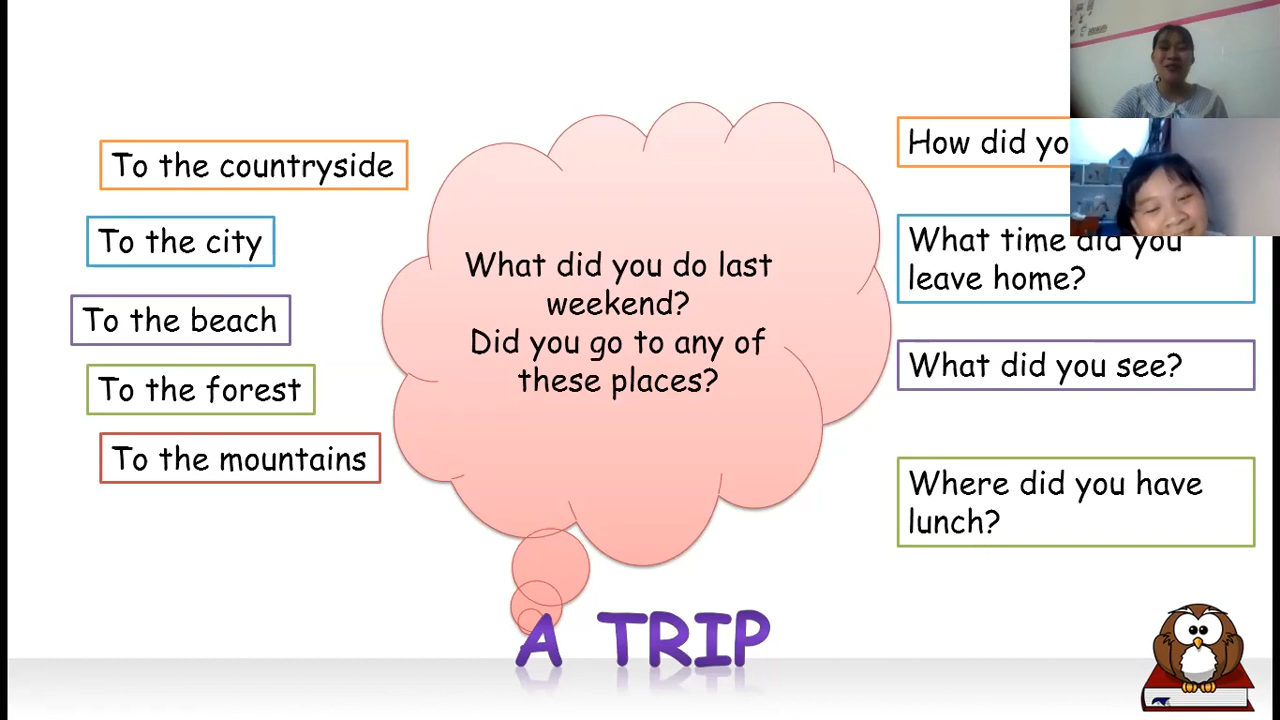 To the countryside
To the city
To the beach
To the forest
To the mountains
What did you do last
weekend?
Did you go to any of
these places?
How did
What time did you
leave home?
What did you see?
Where did you have
lunch?
A TRIP